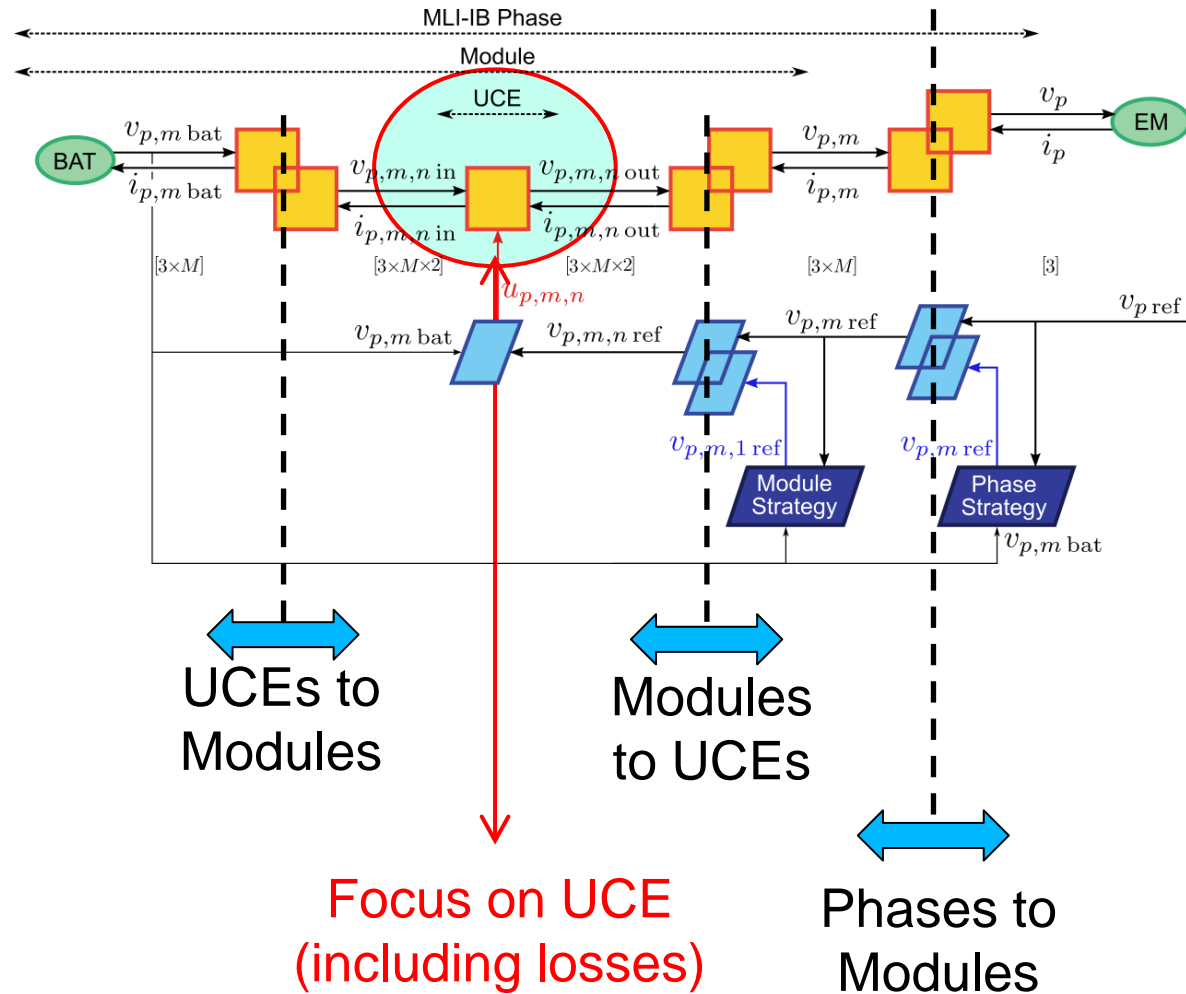 MLI-IB Phase
Module
UCE
v_{p,m bat}
v_{p,m,n in}
v_{p,m,n out}
v_{p,m}
v_p
BAT
EM
i_{p,m bat}
i_{p,m,n in}
i_{p,m,n out}
i_{p,m}
i_p
[3×M]
[3×M×2]
[3×M×2]
[3×M]
[3]
u_{p,m,n}
v_{p,m bat}
v_{p,m,n ref}
v_{p,m ref}
v_{p ref}
v_{p,m,1 ref}
v_{p,m ref}
Module
Strategy
Phase
Strategy
v_{p,m bat}
UCEs to
Modules
Modules
to UCEs
Focus on UCE
(including losses)
Phases to
Modules